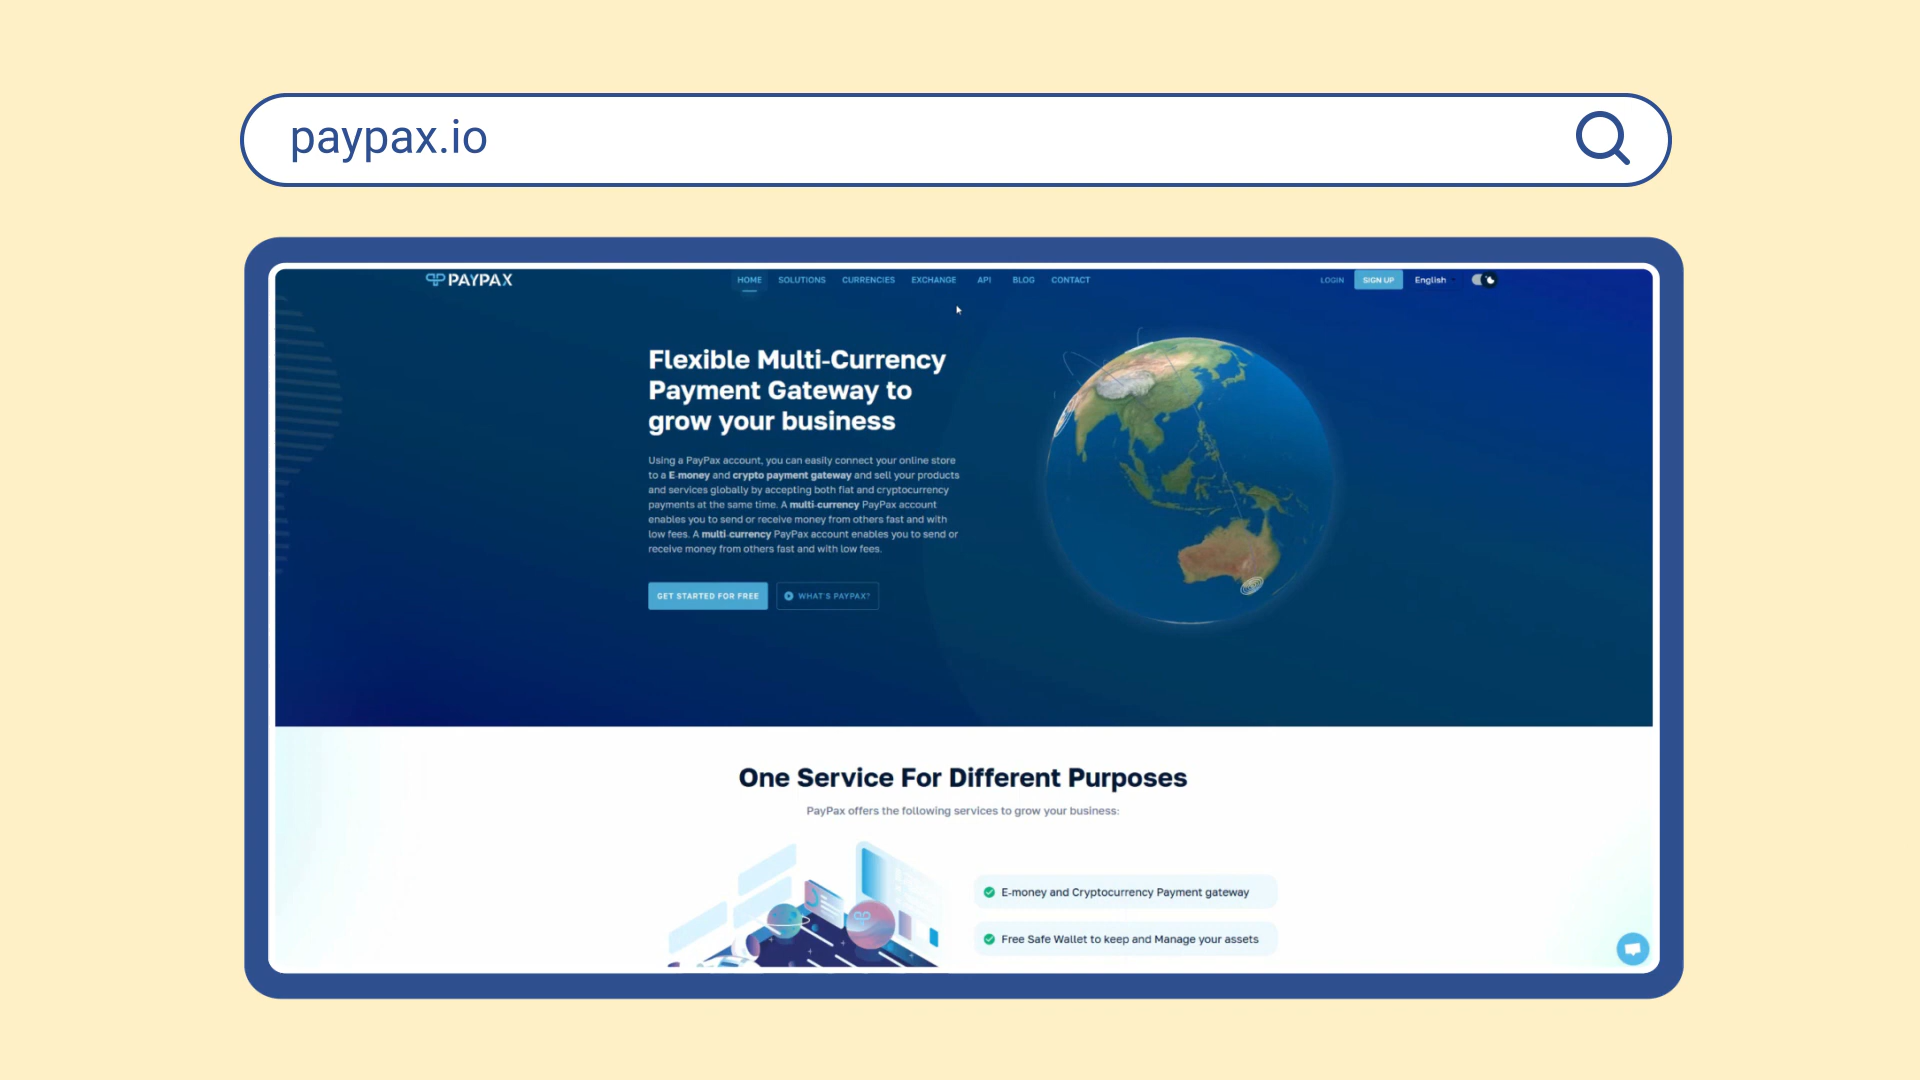 paypax.io
PAYPAX
HOME SOLUTIONS CURRENCIES EXCHANGE API BLOG CONTACT
LOGIN SIGN UP English
Flexible Multi-Currency
Payment Gateway to
grow your business
Using a PayPax account, you can easily connect your online store
to a E-money and crypto payment gateway and sell your products
and services globally by accepting both fiat and cryptocurrency
payments at the same time. A multi-currency PayPax account
enables you to send or receive money from others fast and with
low fees. A multi-currency PayPax account enables you to send or
receive money from others fast and with low fees.
GET STARTED FOR FREE WHAT'S PAYPAX?
One Service For Different Purposes
PayPax offers the following services to grow your business:
E-money and Cryptocurrency Payment gateway
Free Safe Wallet to keep and Manage your assets